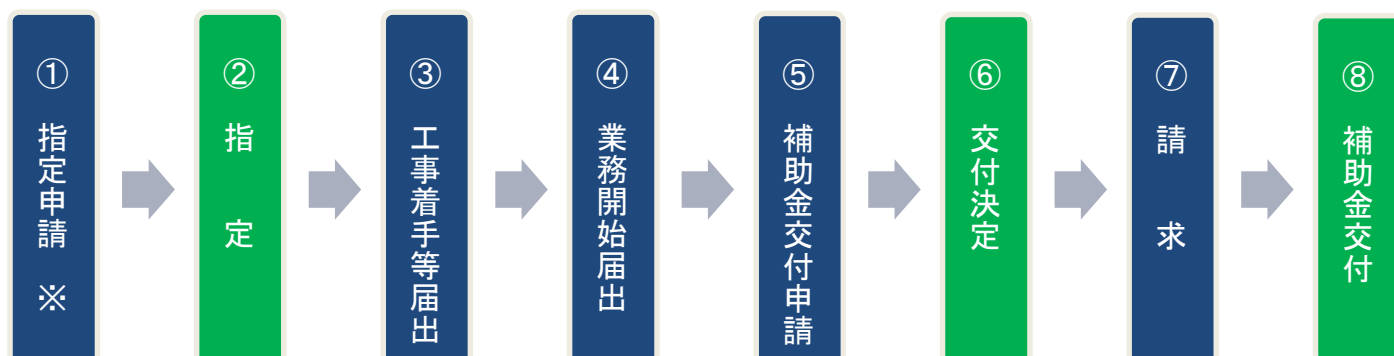 ① 指定申請 ※
② 指定
③ 工事着手等届出
④ 業務開始届出
⑤ 補助金交付申請
⑥ 交付決定
⑦ 請求
⑧ 補助金交付